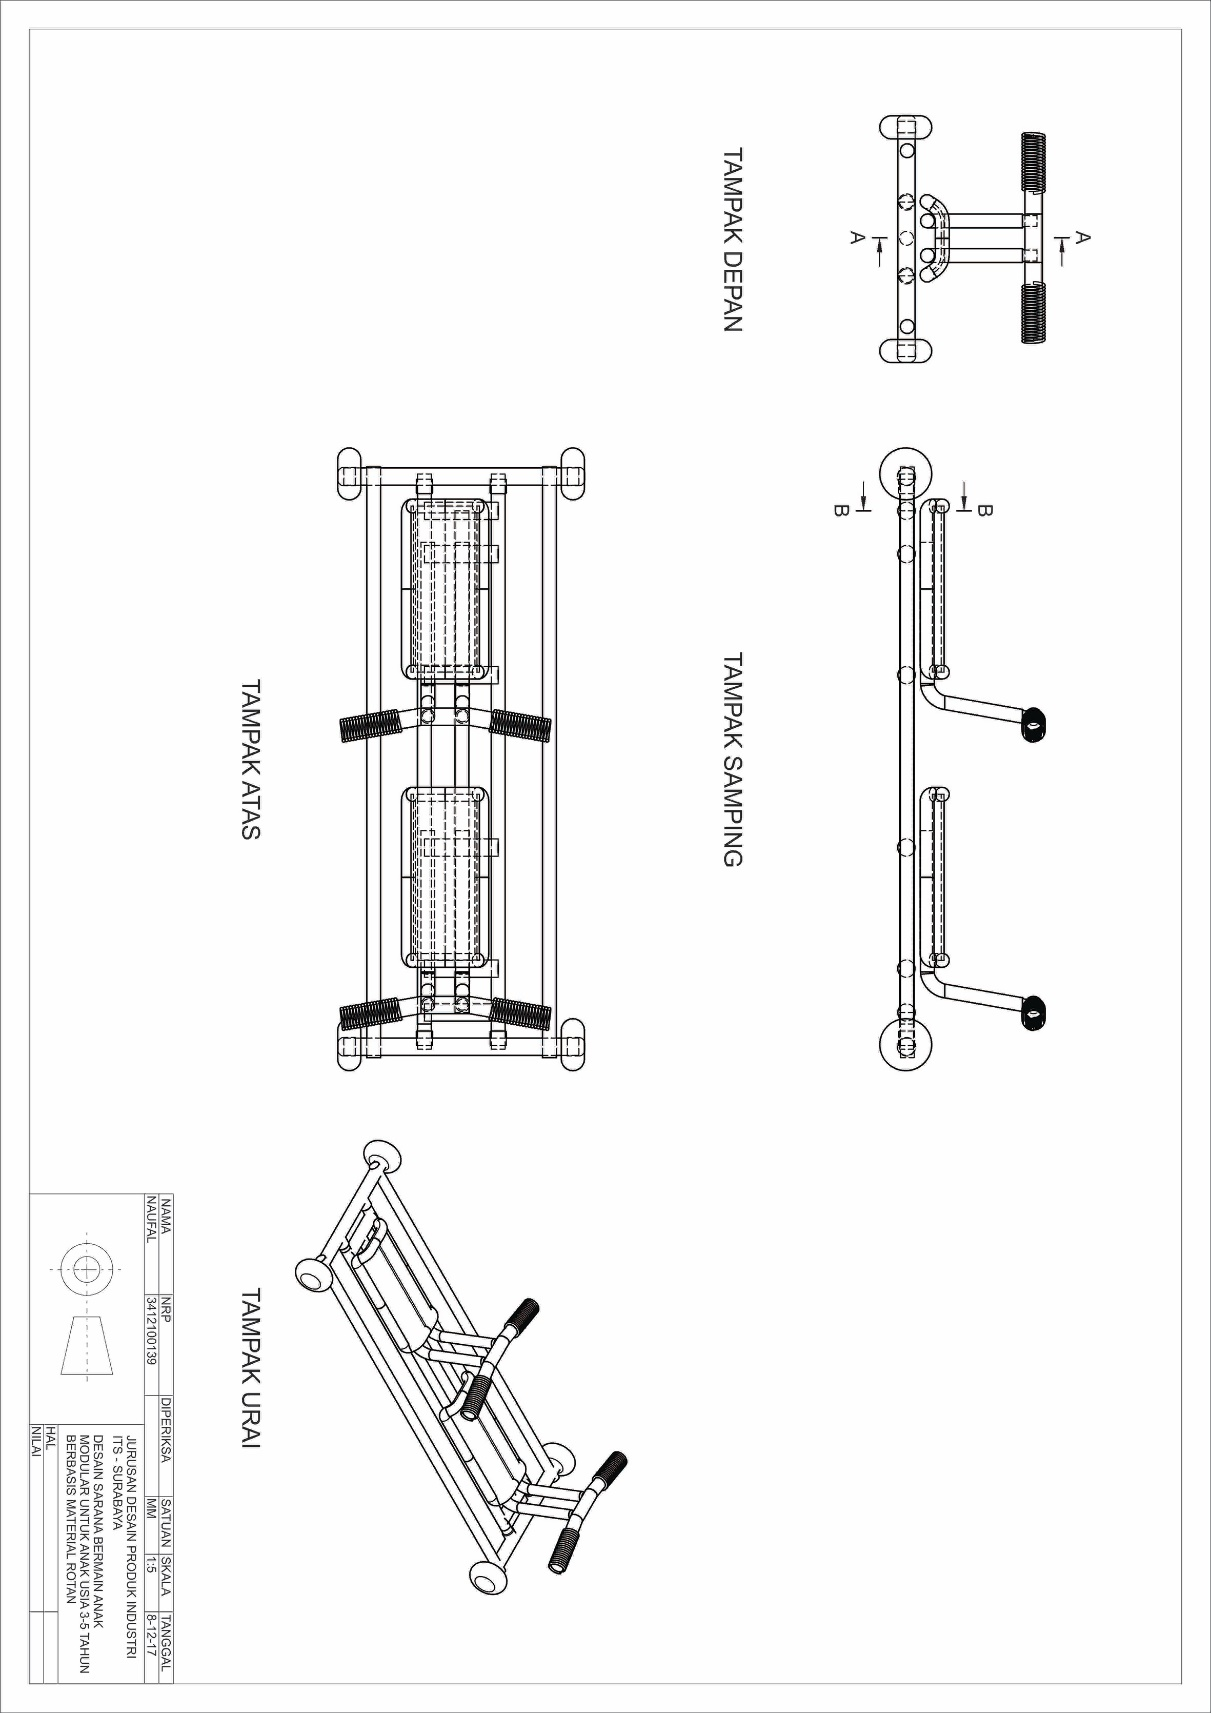 TAMPAK DEPAN
A
A
TAMPAK SAMPING
B
B
TAMPAK ATAS
TAMPAK URAI
NAMA NRP DIPERIKSA SATUAN SKALA TANGGAL
NAUFAL 3412100139 MM 1:5 8-12-17
JURUSAN DESAIN PRODUK INDUSTRI
ITS - SURABAYA
DESAIN SARANA BERMAIN ANAK
MODULAR UNTUK ANAK USIA 3-5 TAHUN
BERBASIS MATERIAL ROTAN
HAL
NILAI